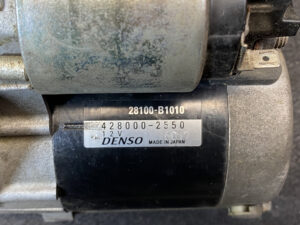 28100-B1010
428000-2550
12V
DENSO MADE IN JAPAN